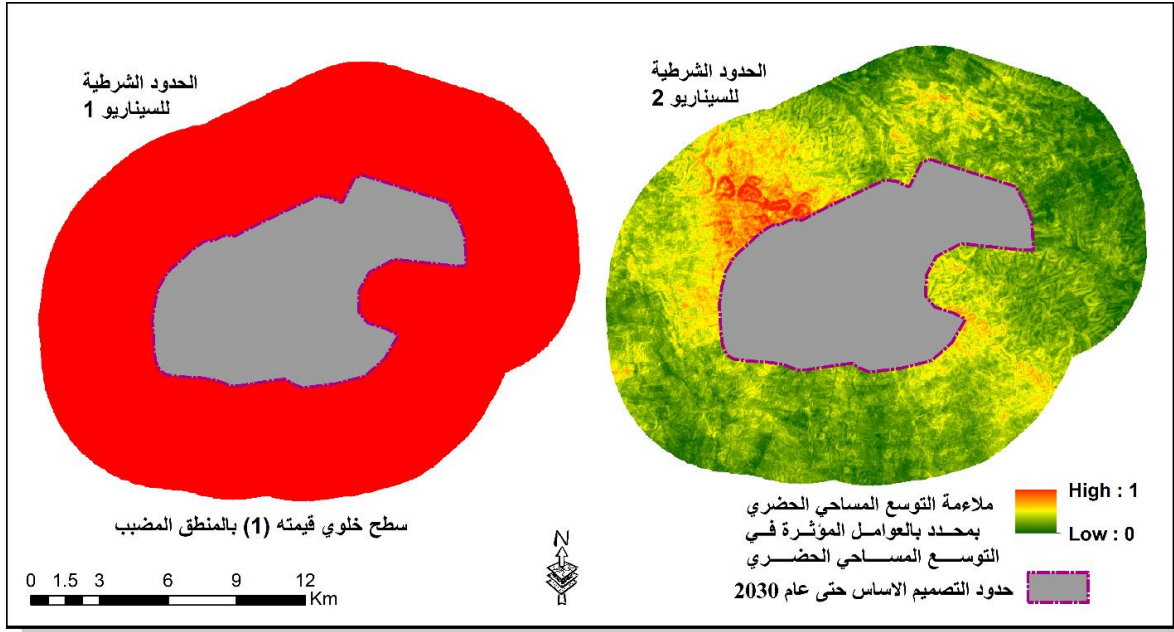 الحدود الشرطية
للسيناريو 1
الحدود الشرطية
للسيناريو 2
سطح خلوي قيمته (1) بالمنطق المضبب
ملاءمة التوسع المساحي الحضري
بمحدد بالعوامل المؤثرة في
التوسع المساحي الحضري
High : 1
Low : 0
حدود التصميم الاساس حتى عام 2030
N
0 1.5 3 6 9 12
Km